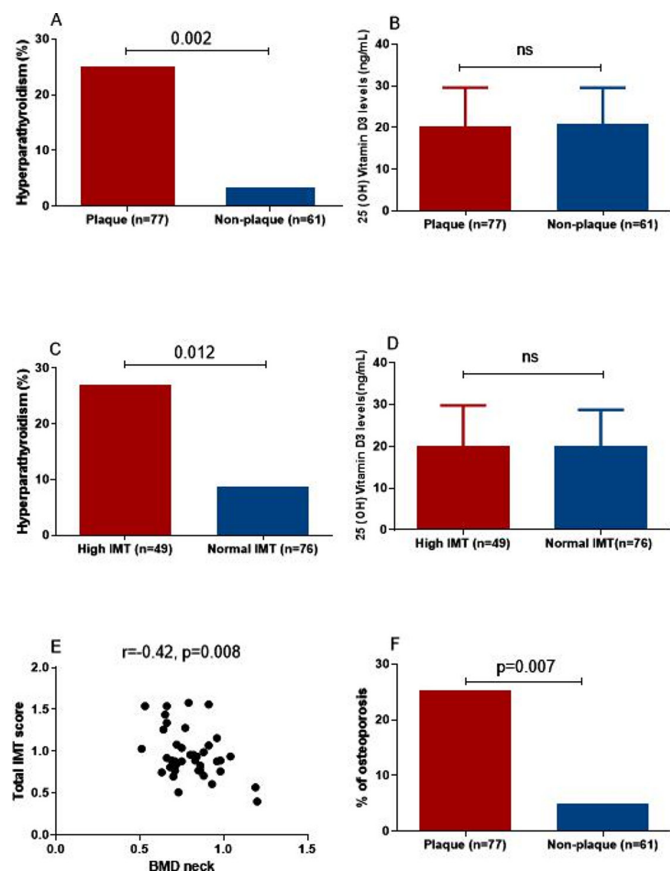 A
0.002
Hyperparathyroidism (%)
30
20
10
0
Plaque (n=77)
Non-plaque (n=61)
B
ns
25 (OH) Vitamin D3 levels (ng/mL)
40
30
20
10
0
Plaque (n=77)
Non-plaque (n=61)
C
0.012
Hyperparathyroidism (%)
30
20
10
0
High IMT (n=49)
Normal IMT (n=76)
D
ns
25 (OH) Vitamin D3 levels(ng/mL)
40
30
20
10
0
High IMT (n=49)
Normal IMT(n=76)
E
r=-0.42, p=0.008
Total IMT score
2.0
1.5
1.0
0.5
0.0
0.0
0.5
1.0
1.5
BMD neck
F
p=0.007
% of osteoporosis
30
20
10
0
Plaque (n=77)
Non-plaque (n=61)